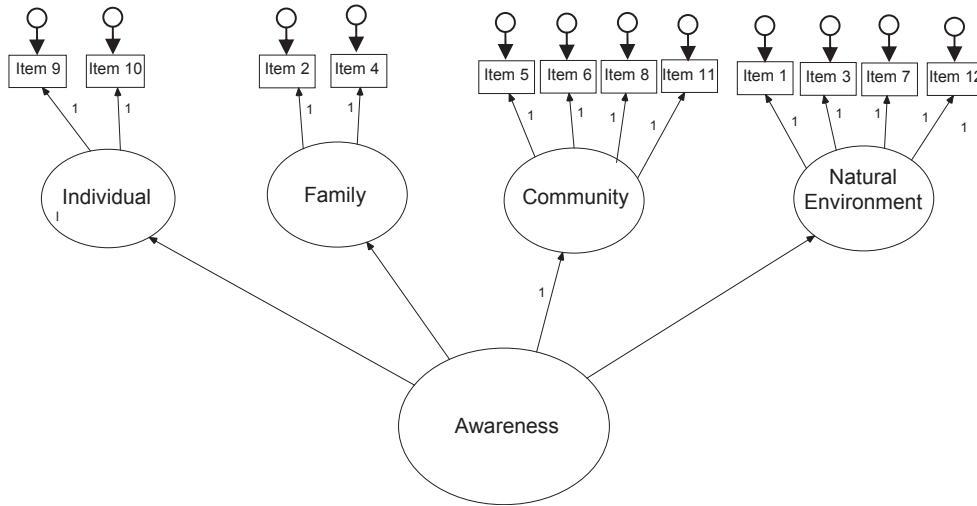 Item 9
Item 10
Item 2
Item 4
Item 5
Item 6
Item 8
Item 11
Item 1
Item 3
Item 7
Item 12
1
1
1
1
1
1
1
1
1
1
1
1
Individual
I
Family
Community
Natural
Environment
1
Awareness